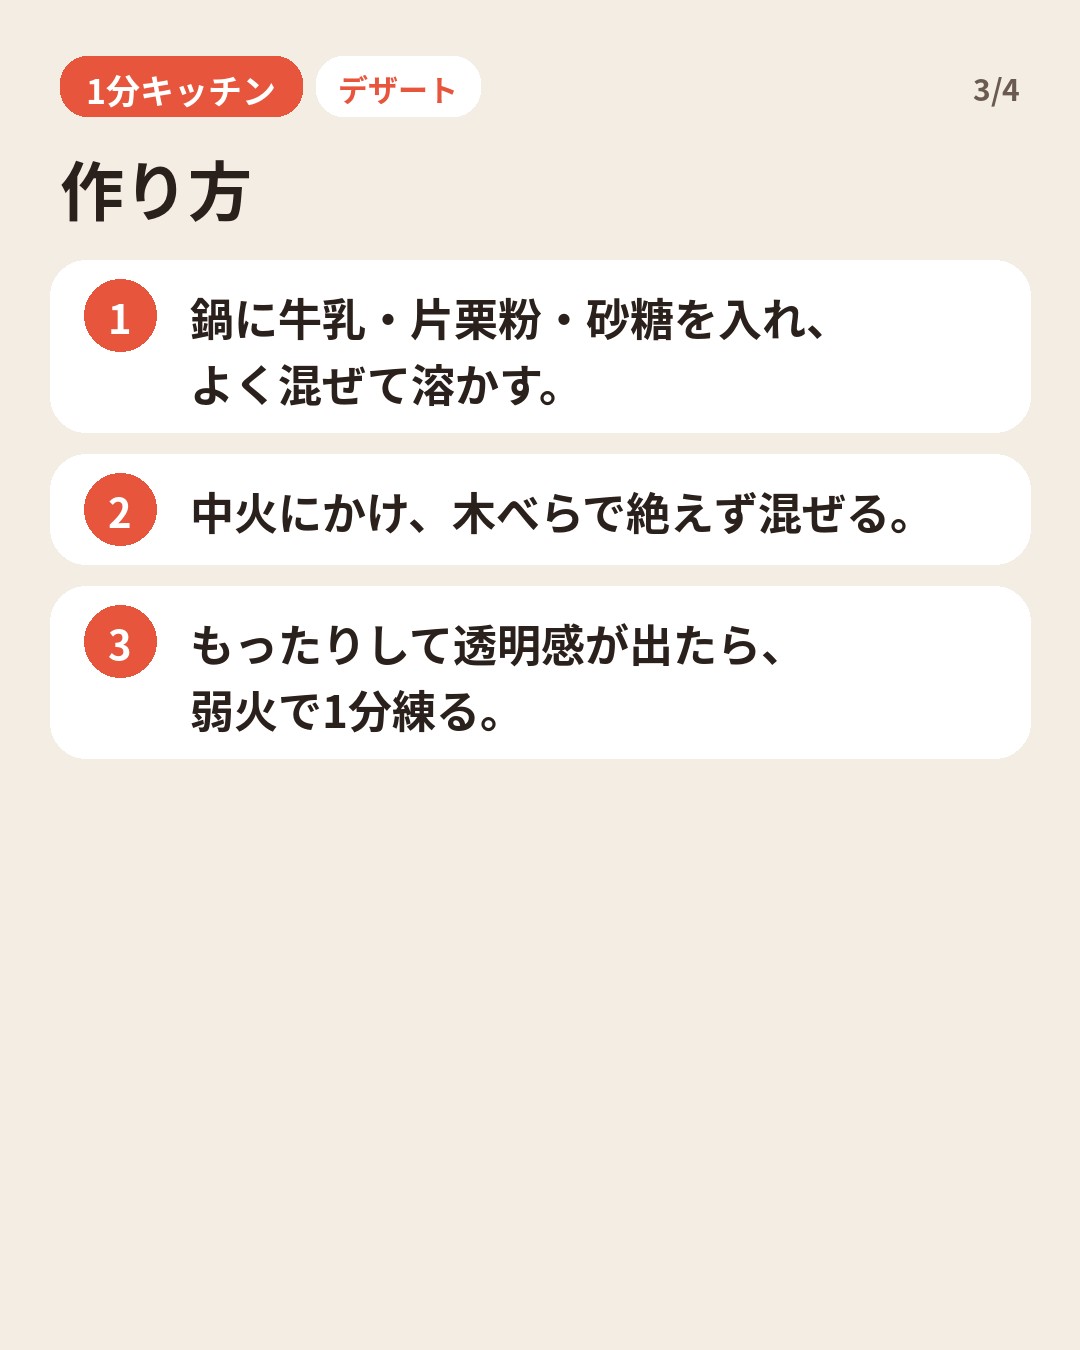 1分キッチン デザート 3/4
作り方
1 鍋に牛乳・片栗粉・砂糖を入れ、
よく混ぜて溶かす。
2 中火にかけ、木べらで絶えず混ぜる。
3 もったりして透明感が出たら、
弱火で1分練る。